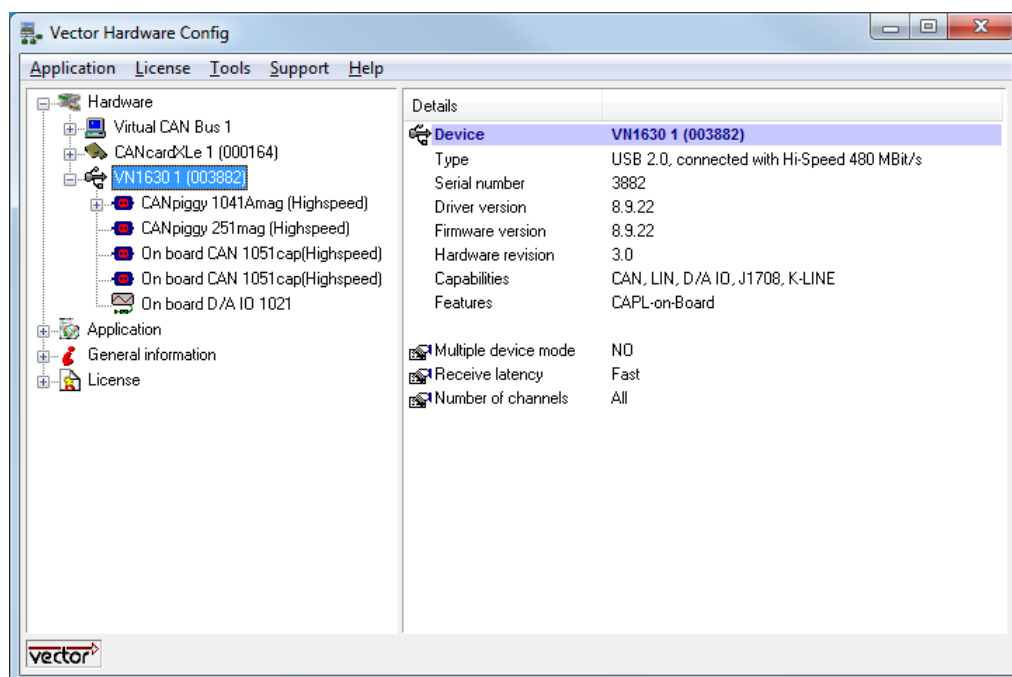 Vector Hardware Config
Application License Tools Support Help
Hardware
Virtual CAN Bus 1
CANcardXLe 1 (000164)
VN1630 1 (003882)
CANpiggy 1041Amag (Highspeed)
CANpiggy 251mag (Highspeed)
On board CAN 1051cap(Highspeed)
On board CAN 1051cap(Highspeed)
On board D/A IO 1021
Application
General information
License
Details
Device VN1630 1 (003882)
Type USB 2.0, connected with Hi-Speed 480 MBit/s
Serial number 3882
Driver version 8.9.22
Firmware version 8.9.22
Hardware revision 3.0
Capabilities CAN, LIN, D/A IO, J1708, K-LINE
Features CAPL-on-Board
Multiple device mode NO
Receive latency Fast
Number of channels All
vector